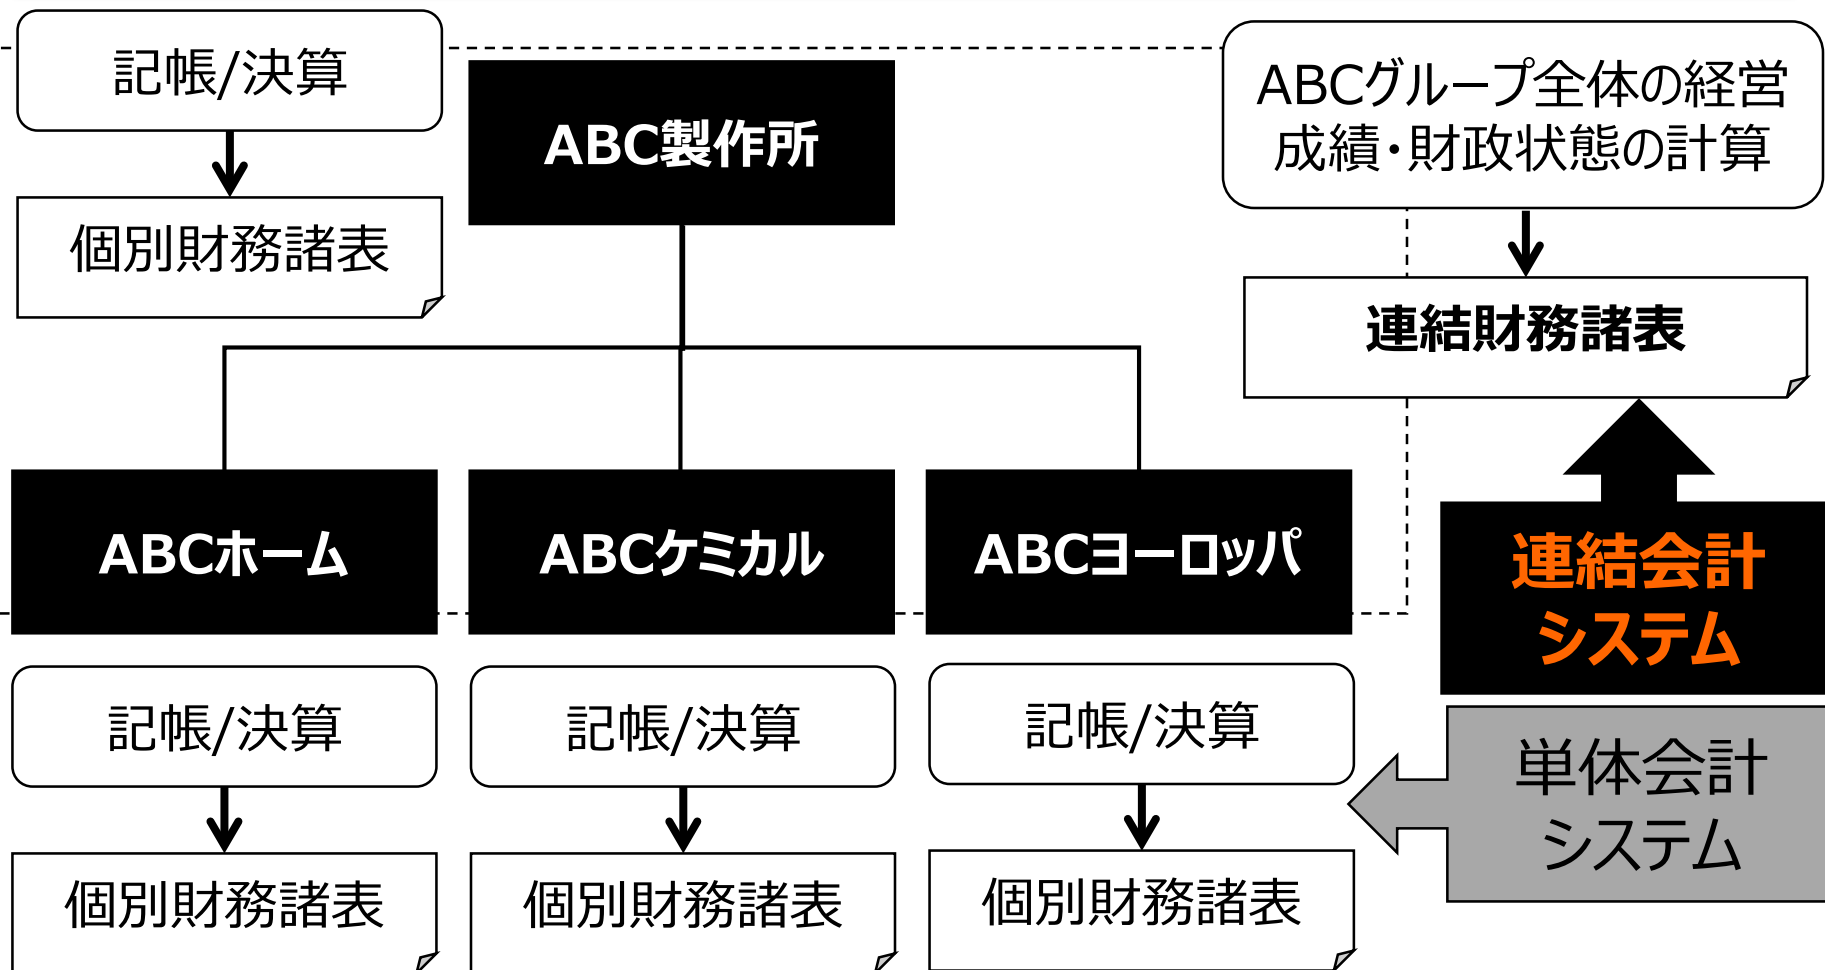 記帳/決算
個別財務諸表
ABC製作所
ABCグループ全体の経営
成績・財政状態の計算
連結財務諸表
ABCホーム
ABCケミカル
ABCヨーロッパ
連結会計
システム
記帳/決算
記帳/決算
記帳/決算
単体会計
システム
個別財務諸表
個別財務諸表
個別財務諸表